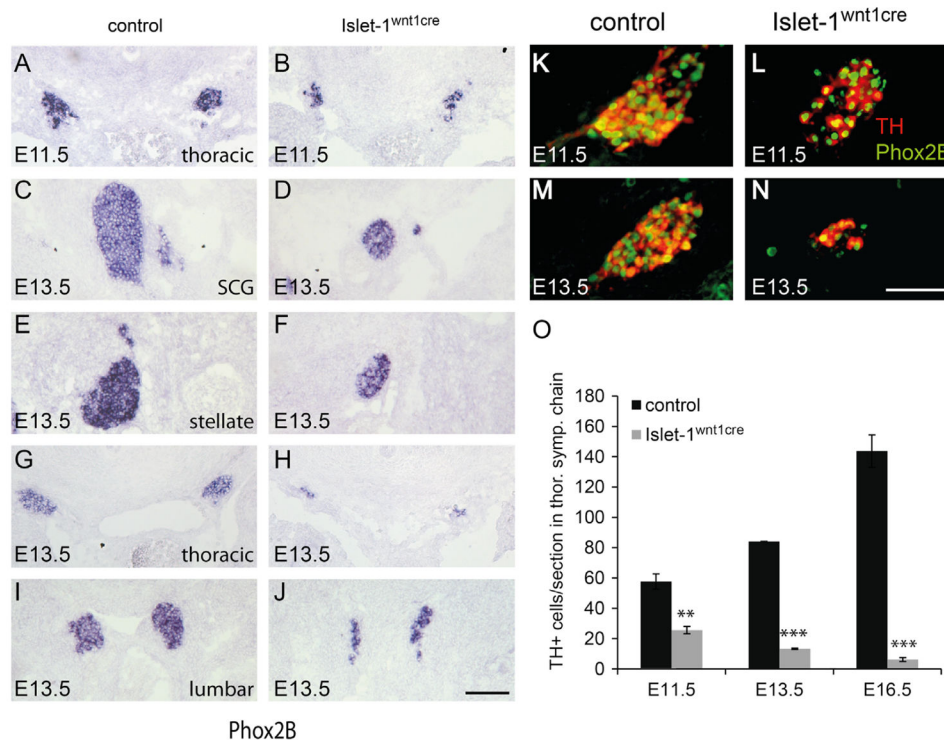 control Islet-1wnt1cre control Islet-1wnt1cre
A E11.5 thoracic
B E11.5
K E11.5
L TH Phox2B E11.5
C E13.5 SCG
D E13.5
M E13.5
N E13.5
E E13.5 stellate
F E13.5
G E13.5 thoracic
H E13.5
I E13.5 lumbar
J E13.5
Phox2B
O
TH+ cells/section in thor. symp. chain
180
160
140
120
100
80
60
40
20
0
control
Islet-1wnt1cre
**
***
***
E11.5 E13.5 E16.5